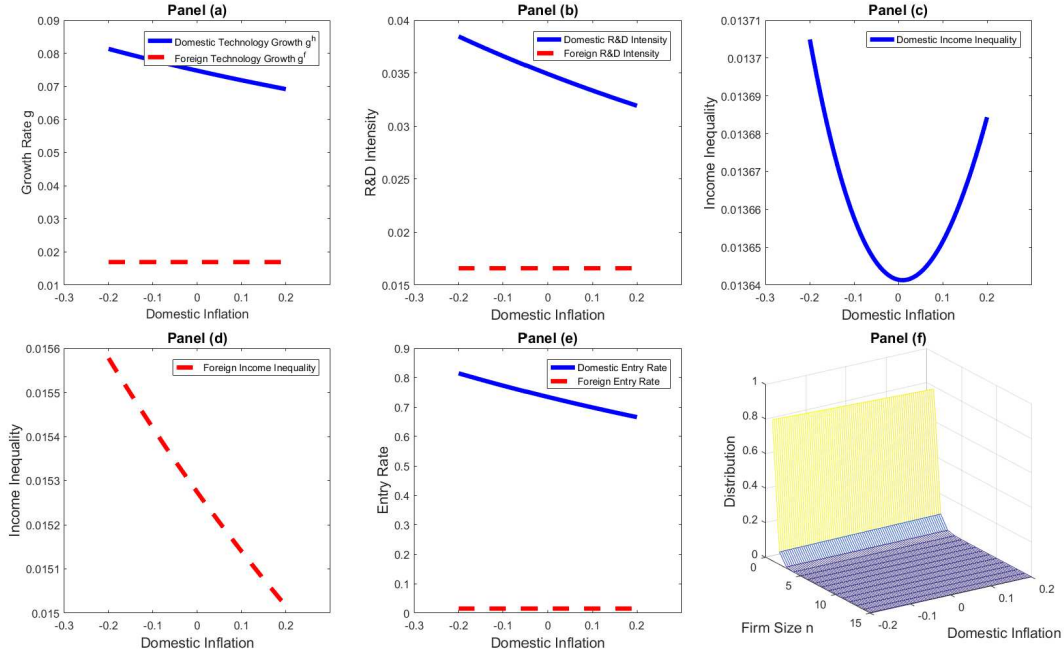 Panel (a)
0.09
0.08
0.07
0.06
0.05
0.04
0.03
0.02
0.01
Growth Rate g
Domestic Technology Growth g^h
Foreign Technology Growth g^f
-0.3 -0.2 -0.1 0 0.1 0.2
Domestic Inflation
Panel (b)
0.04
0.035
0.03
0.025
0.02
0.015
R&D Intensity
Domestic R&D Intensity
Foreign R&D Intensity
-0.3 -0.2 -0.1 0 0.1 0.2
Domestic Inflation
Panel (c)
0.01371
0.01370
0.01369
0.01368
0.01367
0.01366
0.01365
0.01364
Income Inequality
Domestic Income Inequality
-0.3 -0.2 -0.1 0 0.1 0.2
Domestic Inflation
Panel (d)
0.0156
0.0155
0.0154
0.0153
0.0152
0.0151
0.015
Income Inequality
Foreign Income Inequality
-0.3 -0.2 -0.1 0 0.1 0.2
Domestic Inflation
Panel (e)
0.9
0.8
0.7
0.6
0.5
0.4
0.3
0.2
0.1
0
Entry Rate
Domestic Entry Rate
Foreign Entry Rate
-0.3 -0.2 -0.1 0 0.1 0.2
Domestic Inflation
Panel (f)
1
0.8
0.6
0.4
0.2
0
Distribution
0
5
10
15
Firm Size n
-0.2
-0.1
0
0.1
0.2
Domestic Inflation